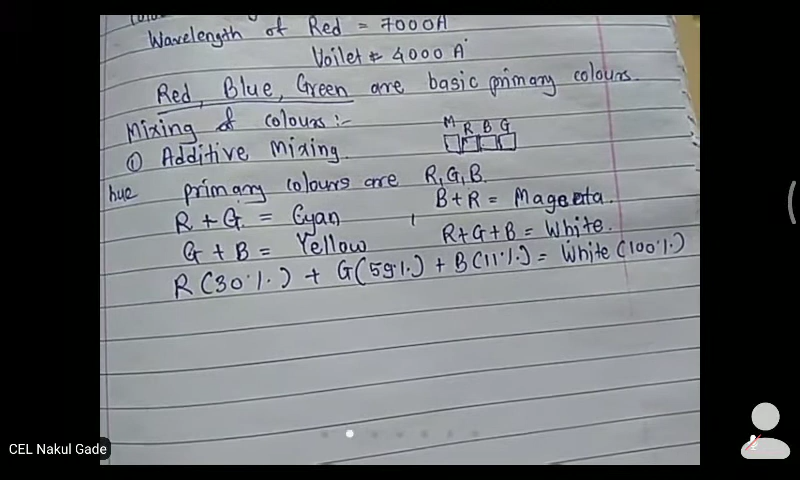 Wavelength of Red = 7000A
Voilet = 4000 A°
Red, Blue, Green are basic primary colours.
Mixing of colours :-
M R B G
① Additive Mixing.
hue primary colours are R, G, B.
R + G = Cyan
B + R = Magenta.
G + B = Yellow
R+G+B = White.
R(30%) + G(59%) + B(11%) = White (100%)
CEL Nakul Gade